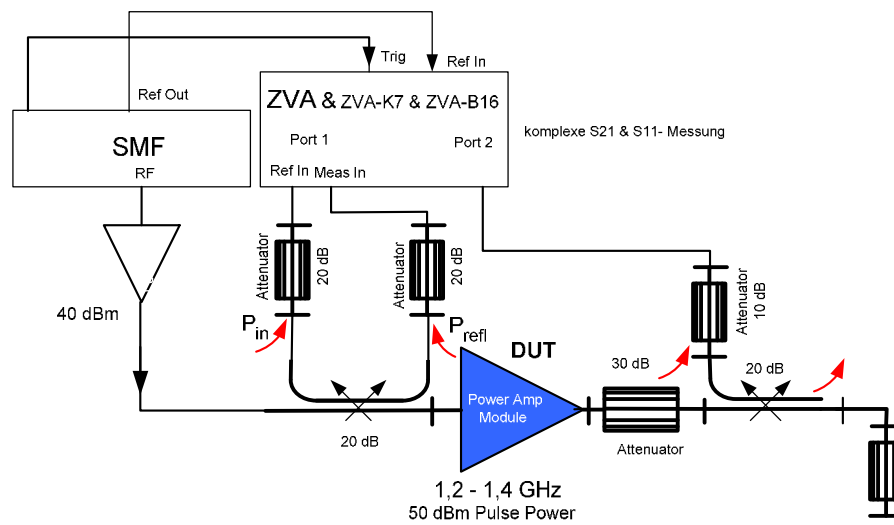 Trig
Ref In
Ref Out
ZVA & ZVA-K7 & ZVA-B16
SMF
RF
Port 1
Port 2
komplexe S21 & S11- Messung
Ref In
Meas In
Attenuator
20 dB
Attenuator
20 dB
Attenuator
10 dB
40 dBm
Pin
Prefl
DUT
30 dB
20 dB
Power Amp
Module
20 dB
Attenuator
1,2 - 1,4 GHz
50 dBm Pulse Power